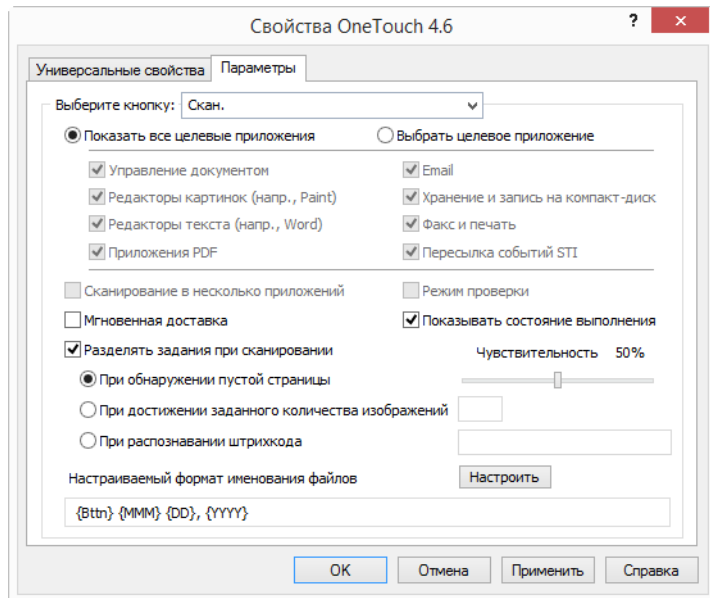 Свойства OneTouch 4.6
?
Универсальные свойства Параметры
Выберите кнопку: Скан.
Показать все целевые приложения Выбрать целевое приложение
Управление документом Email
Редакторы картинок (напр., Paint) Хранение и запись на компакт-диск
Редакторы текста (напр., Word) Факс и печать
Приложения PDF Пересылка событий STI
Сканирование в несколько приложений Режим проверки
Мгновенная доставка Показывать состояние выполнения
Разделять задания при сканировании Чувствительность 50%
При обнаружении пустой страницы
При достижении заданного количества изображений
При распознавании штрихкода
Настраиваемый формат именования файлов Настроить
{Bttn} {MMM} {DD}, {YYYY}
OK Отмена Применить Справка